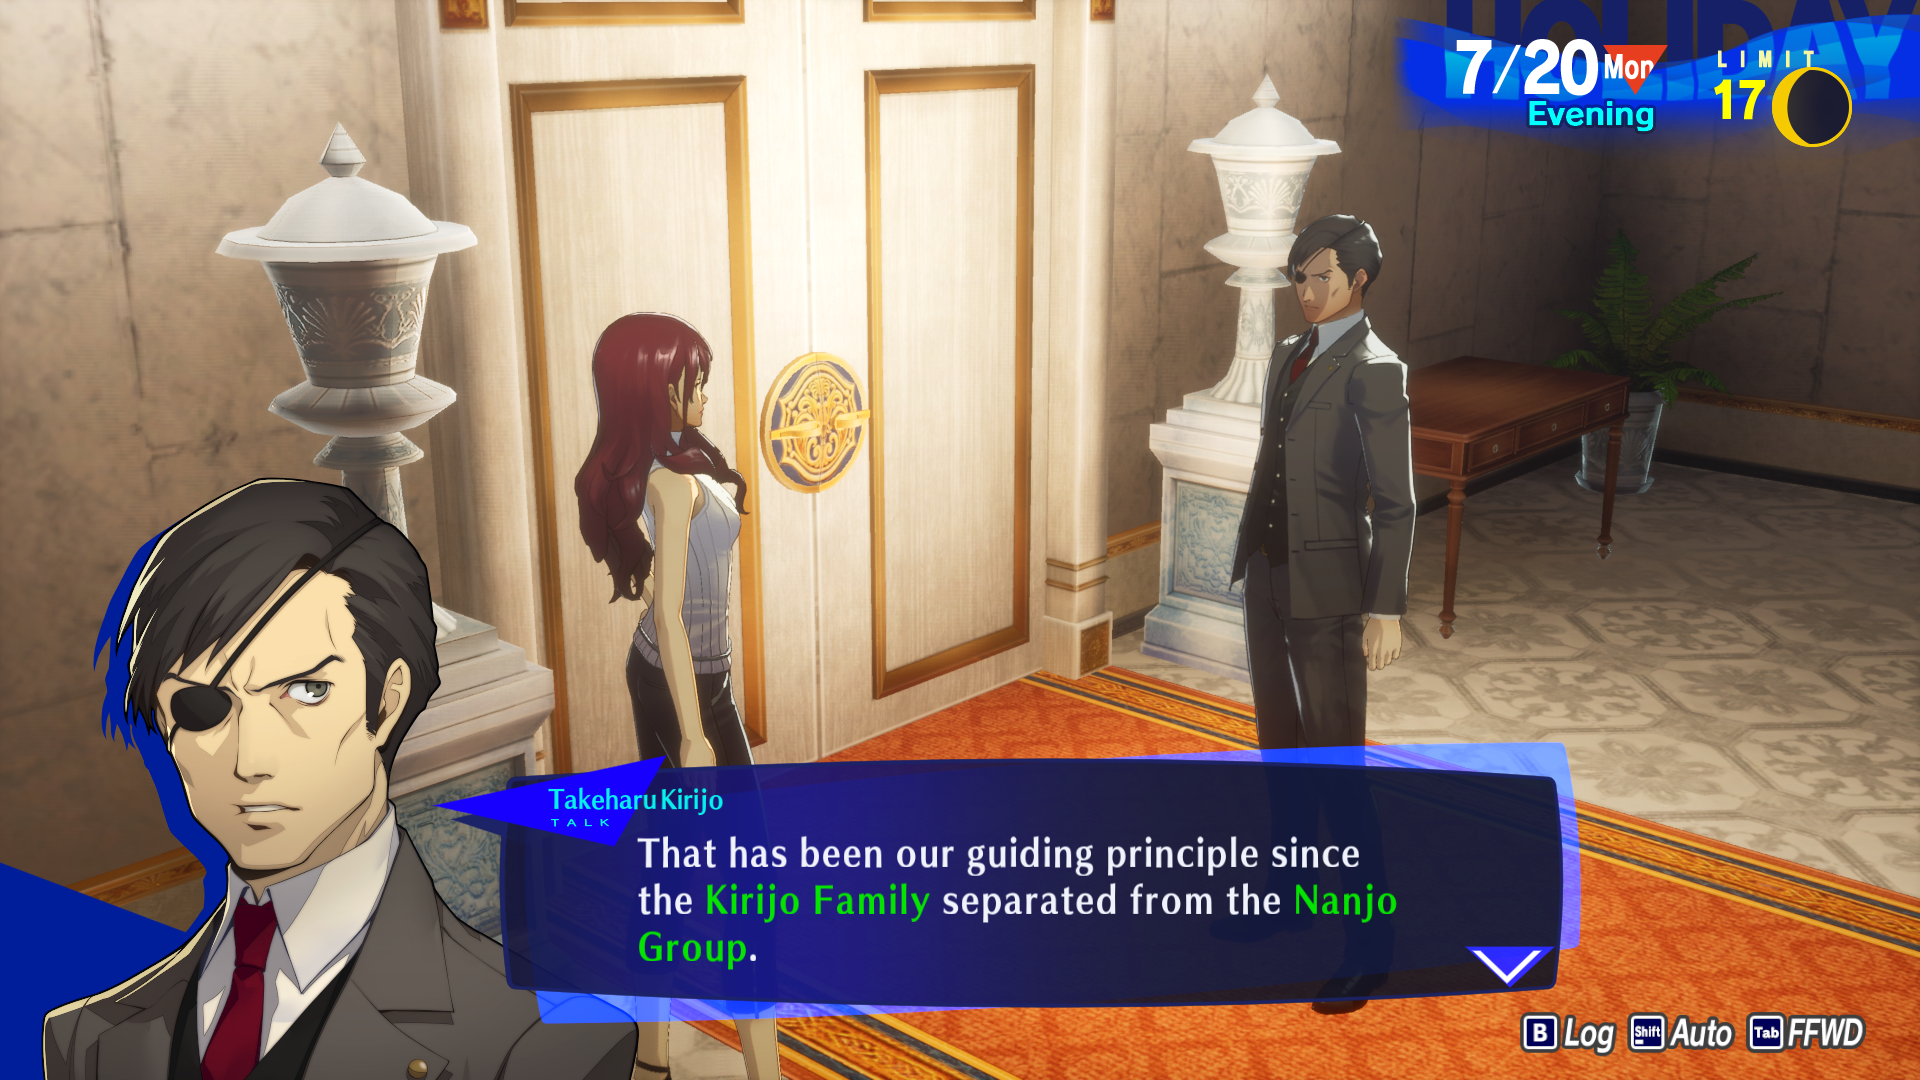 HOLIDAY
7/20 Mon
Evening
LIMIT
17
Takeharu Kirijo
TALK
That has been our guiding principle since
the Kirijo Family separated from the Nanjo
Group.
B Log Shift Auto Tab FFWD